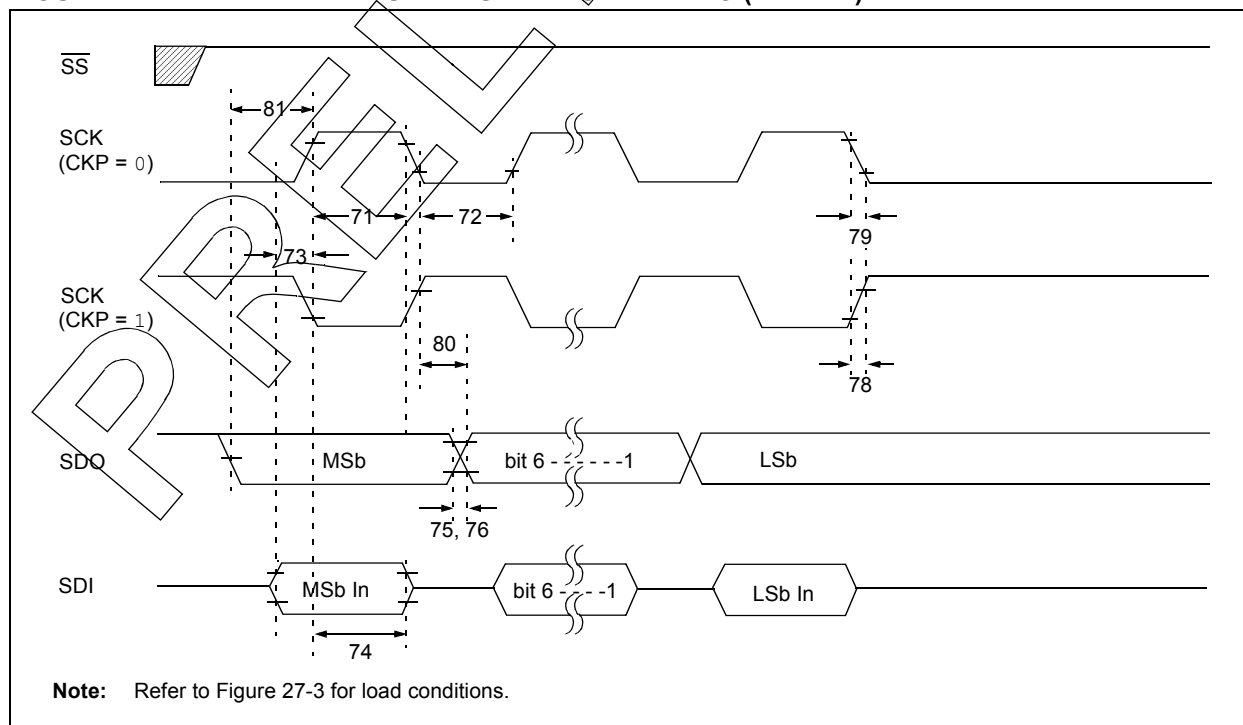 SS
81
SCK
(CKP = 0)
71
72
79
73
SCK
(CKP = 1)
80
78
SDO
MSb
bit 6 - - - - - - -1
LSb
75, 76
SDI
MSb In
bit 6 - - - - -1
LSb In
74
Note: Refer to Figure 27-3 for load conditions.
PREL